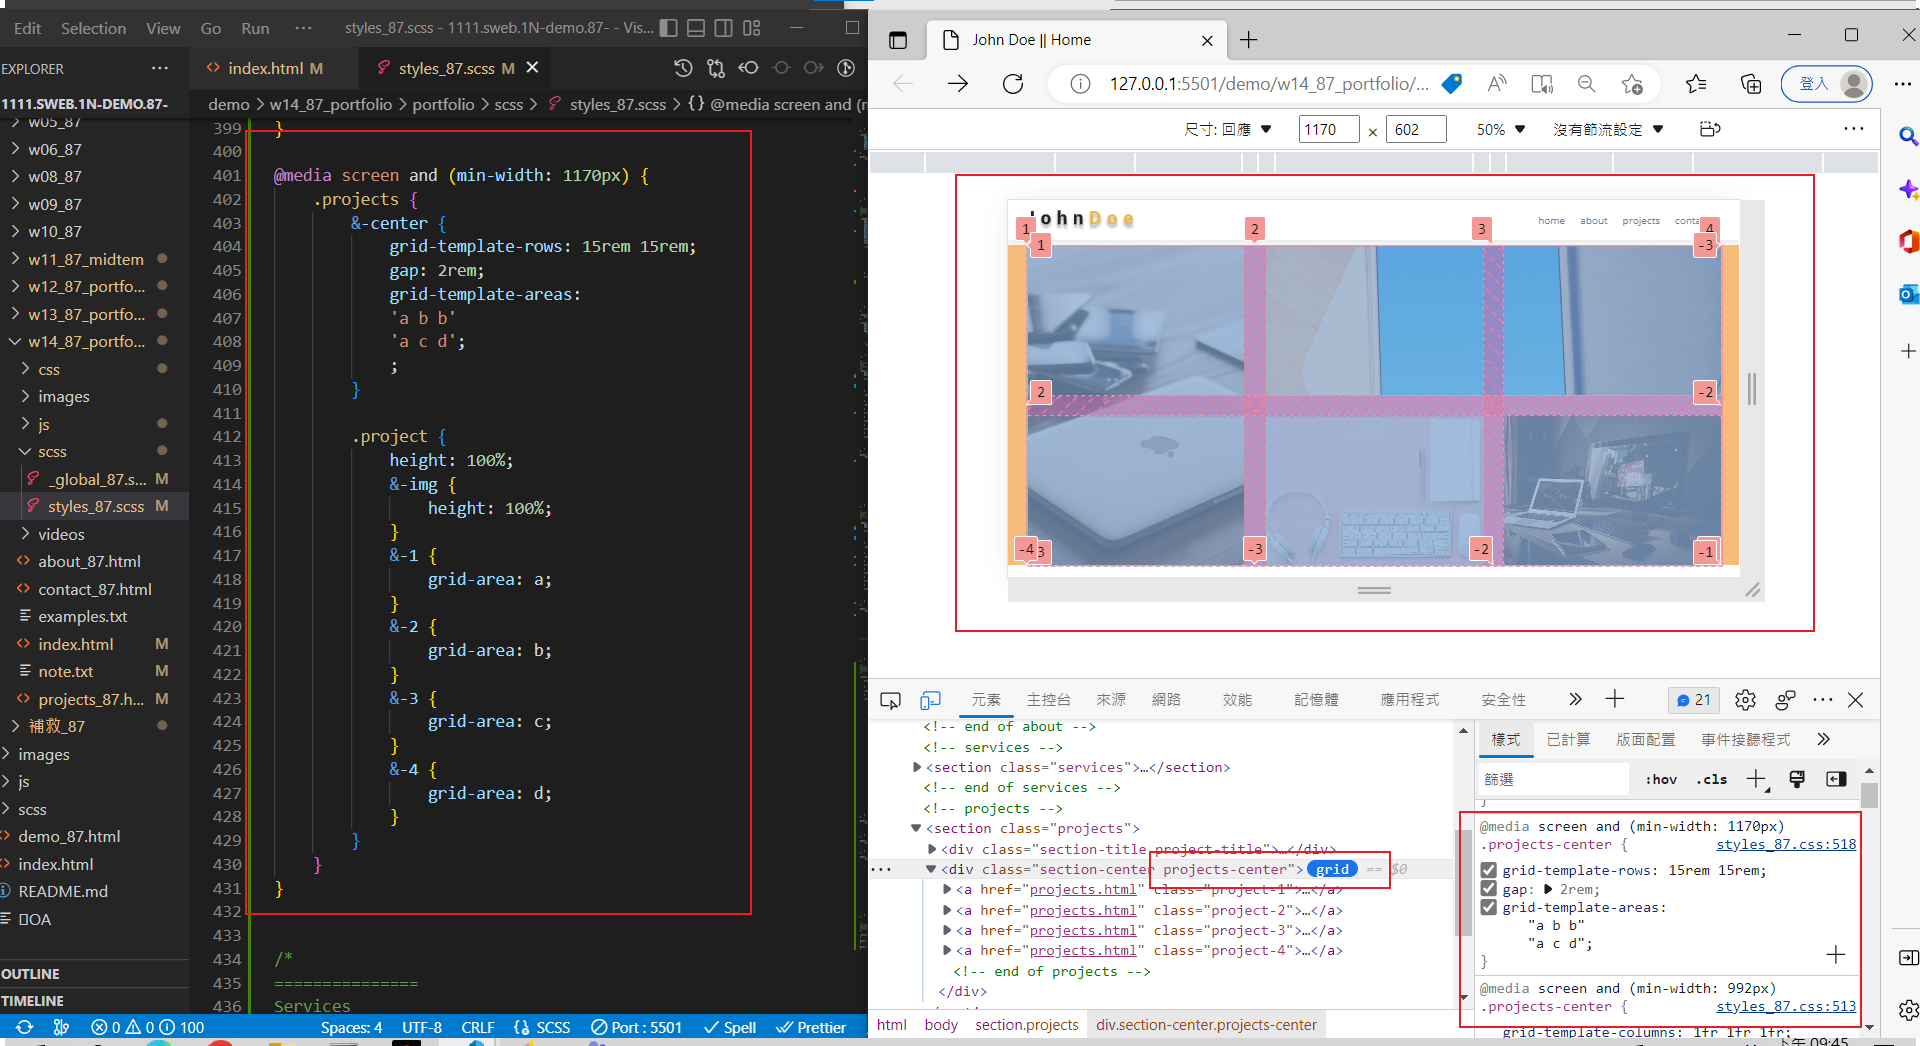 Edit Selection View Go Run ··· styles_87.scss - 1111.sweb.1N-demo.87- - Vis...
EXPLORER ···
index.html M
styles_87.scss M
1111.SWEB.1N-DEMO.87-
demo > w14_87_portfolio > portfolio > scss > styles_87.scss > {} @media screen and (n
w05_87
w06_87
w08_87
w09_87
w10_87
w11_87_midtem
w12_87_portfo...
w13_87_portfo...
w14_87_portfo...
css
images
js
scss
_global_87.s... M
styles_87.scss M
videos
about_87.html
contact_87.html
examples.txt
index.html M
note.txt M
projects_87.h... M
補救_87
images
js
scss
demo_87.html
index.html
README.md
OA
OUTLINE
TIMELINE
399 }
400
401 @media screen and (min-width: 1170px) {
402 .projects {
403 &-center {
404 grid-template-rows: 15rem 15rem;
405 gap: 2rem;
406 grid-template-areas:
407 'a b b'
408 'a c d';
409 ;
410 }
411
412 .project {
413 height: 100%;
414 &-img {
415 height: 100%;
416 }
417 &-1 {
418 grid-area: a;
419 }
420 &-2 {
421 grid-area: b;
422 }
423 &-3 {
424 grid-area: c;
425 }
426 &-4 {
427 grid-area: d;
428 }
429 }
430 }
431 }
432
433
434 /*
435 ===============
436 Services
0 0 100 Spaces: 4 UTF-8 CRLF {} SCSS Port : 5501 Spell Prettier
John Doe || Home
127.0.0.1:5501/demo/w14_87_portfolio/...
登入
尺寸: 回應 ▼ 1170 × 602 50% ▼ 沒有節流設定 ▼
JohnDoe
home about projects conta
1 2 3 4
1 -3
2 -2
-4 3 -3 -2 -1
元素 主控台 來源 網路 效能 記憶體 應用程式 安全性 21
<!-- end of about -->
<!-- services -->
<section class="services">…</section>
<!-- end of services -->
<!-- projects -->
<section class="projects">
<div class="section-title project-title">…</div>
··· <div class="section-center projects-center"> grid == $0
<a href="projects.html" class="project-1">…</a>
<a href="projects.html" class="project-2">…</a>
<a href="projects.html" class="project-3">…</a>
<a href="projects.html" class="project-4">…</a>
<!-- end of projects -->
</div>
html body section.projects div.section-center.projects-center
樣式 已計算 版面配置 事件接聽程式
篩選 :hov .cls
}
@media screen and (min-width: 1170px)
.projects-center { styles_87.css:518
grid-template-rows: 15rem 15rem;
gap: 2rem;
grid-template-areas:
"a b b"
"a c d";
}
@media screen and (min-width: 992px)
.projects-center { styles_87.css:513
grid-template-columns: 1fr 1fr 1fr;
下午 09:45